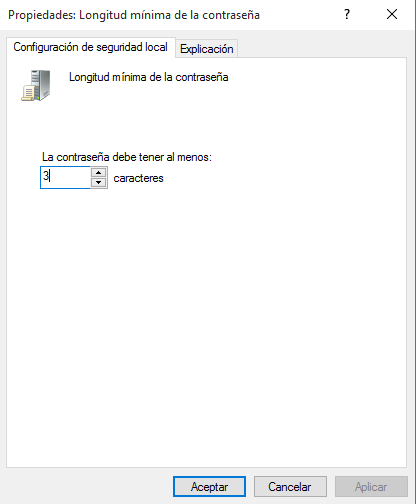 Propiedades: Longitud mínima de la contraseña
?
Configuración de seguridad local
Explicación
Longitud mínima de la contraseña
La contraseña debe tener al menos:
3
caracteres
Aceptar
Cancelar
Aplicar